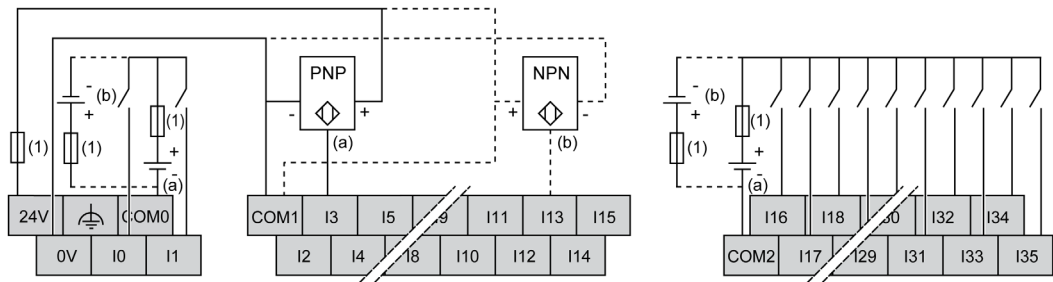 PNP NPN
- (b) + (1) (1) (1) + - (a)
- + (a)
+ - (b)
- (b) + (1) (1) + - (a)
24V COM0
0V I0 I1
COM1 I3 I5 I9 I11 I13 I15
I2 I4 I8 I10 I12 I14
I16 I18 I30 I32 I34
COM2 I17 I29 I31 I33 I35